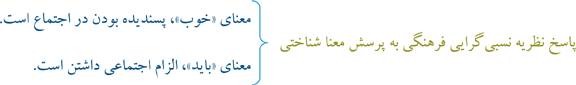 پاسخ نظریه نسبی‌گرایی فرهنگی به پرسش معنا شناختی
معنای «خوب»، پسندیده بودن در اجتماع است.
معنای «باید»، الزام اجتماعی داشتن است.